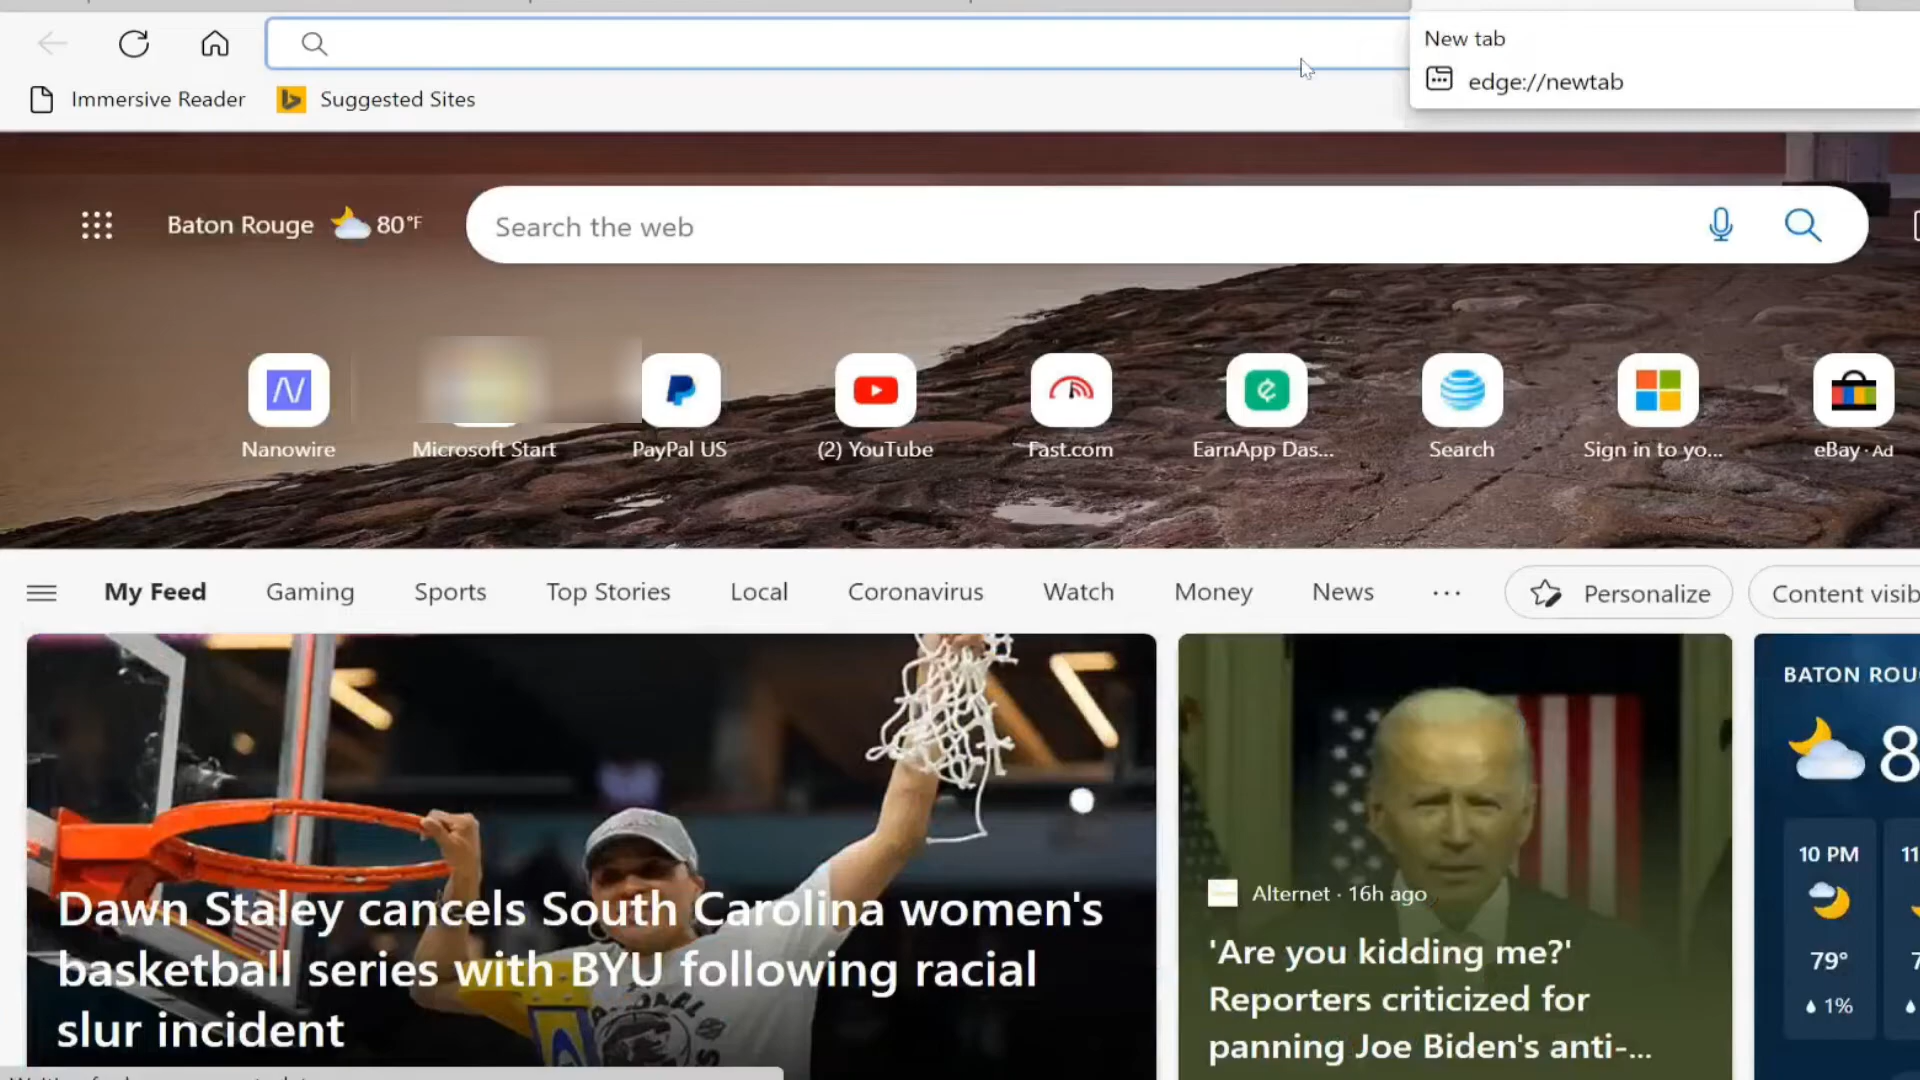 New tab
edge://newtab
Immersive Reader
Suggested Sites
Baton Rouge 80°F
Search the web
Nanowire
Microsoft Start
PayPal US
(2) YouTube
Fast.com
EarnApp Das...
Search
Sign in to yo...
eBay · Ad
My Feed Gaming Sports Top Stories Local Coronavirus Watch Money News ... Personalize Content visib
Dawn Staley cancels South Carolina women's
basketball series with BYU following racial
slur incident
Alternet · 16h ago
'Are you kidding me?'
Reporters criticized for
panning Joe Biden's anti-...
BATON ROU
8
10 PM 11
79° 7
1%